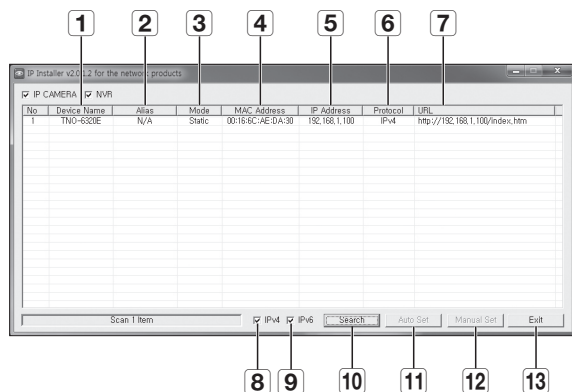 1 2 3 4 5 6 7
IP Installer v2.0.1.2 for the network products
IP CAMERA NVR
No Device Name Alias Mode MAC Address IP Address Protocol URL
1 TNO-6320E N/A Static 00:16:6C:AE:DA:30 192,168,1,100 IPv4 http://192,168,1,100/index,htm
Scan 1 Item IPv4 IPv6 Search Auto Set Manual Set Exit
8 9 10 11 12 13